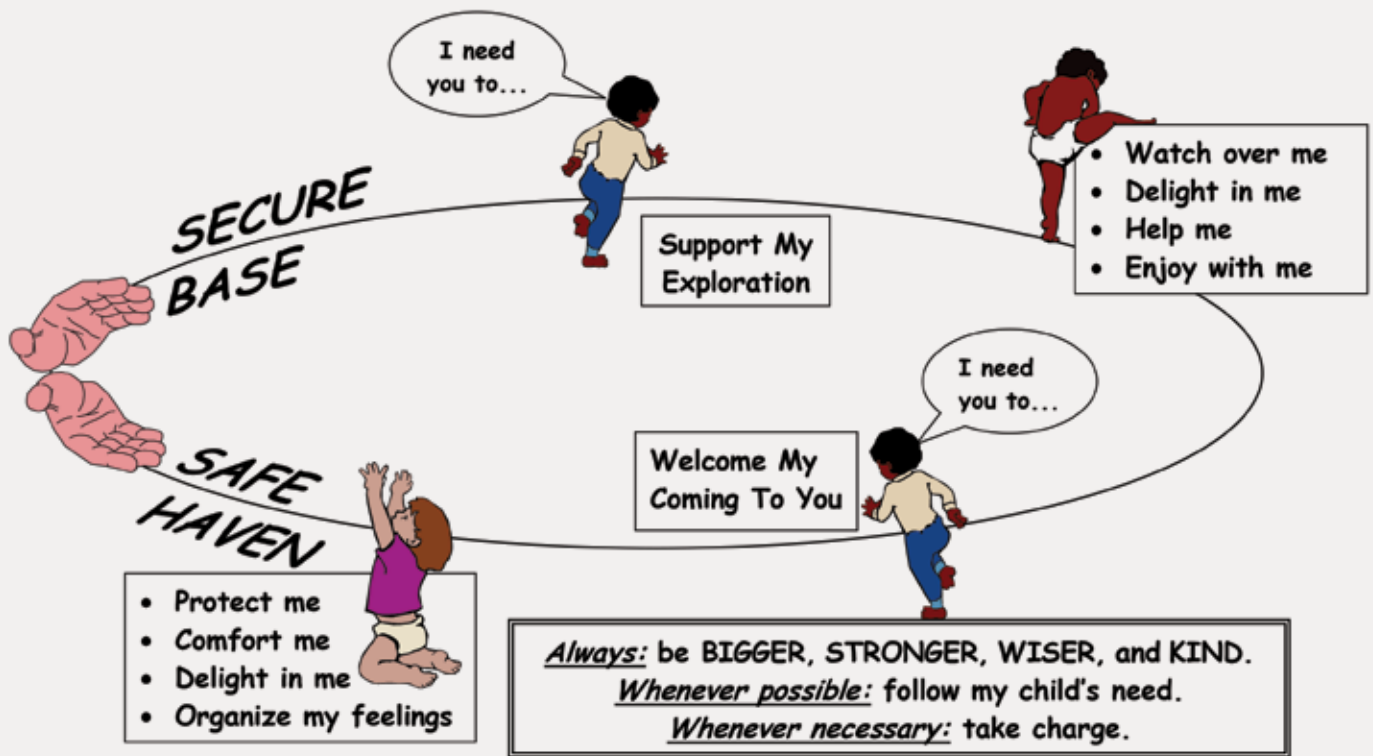 I need
you to...
SECURE
BASE
Support My
Exploration
• Watch over me
• Delight in me
• Help me
• Enjoy with me
I need
you to...
Welcome My
Coming To You
SAFE
HAVEN
• Protect me
• Comfort me
• Delight in me
• Organize my feelings
Always: be BIGGER, STRONGER, WISER, and KIND.
Whenever possible: follow my child's need.
Whenever necessary: take charge.